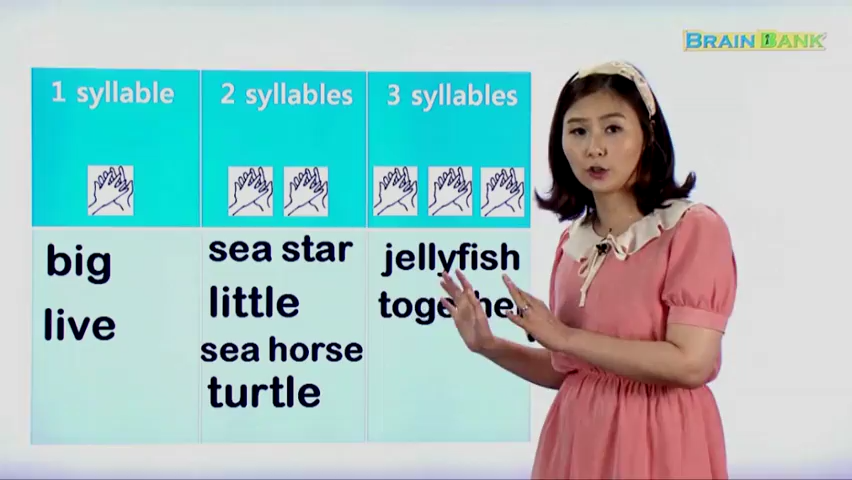 BRAIN BANK
1 syllable
2 syllables
3 syllables
big
live
sea star
little
sea horse
turtle
jellyfish